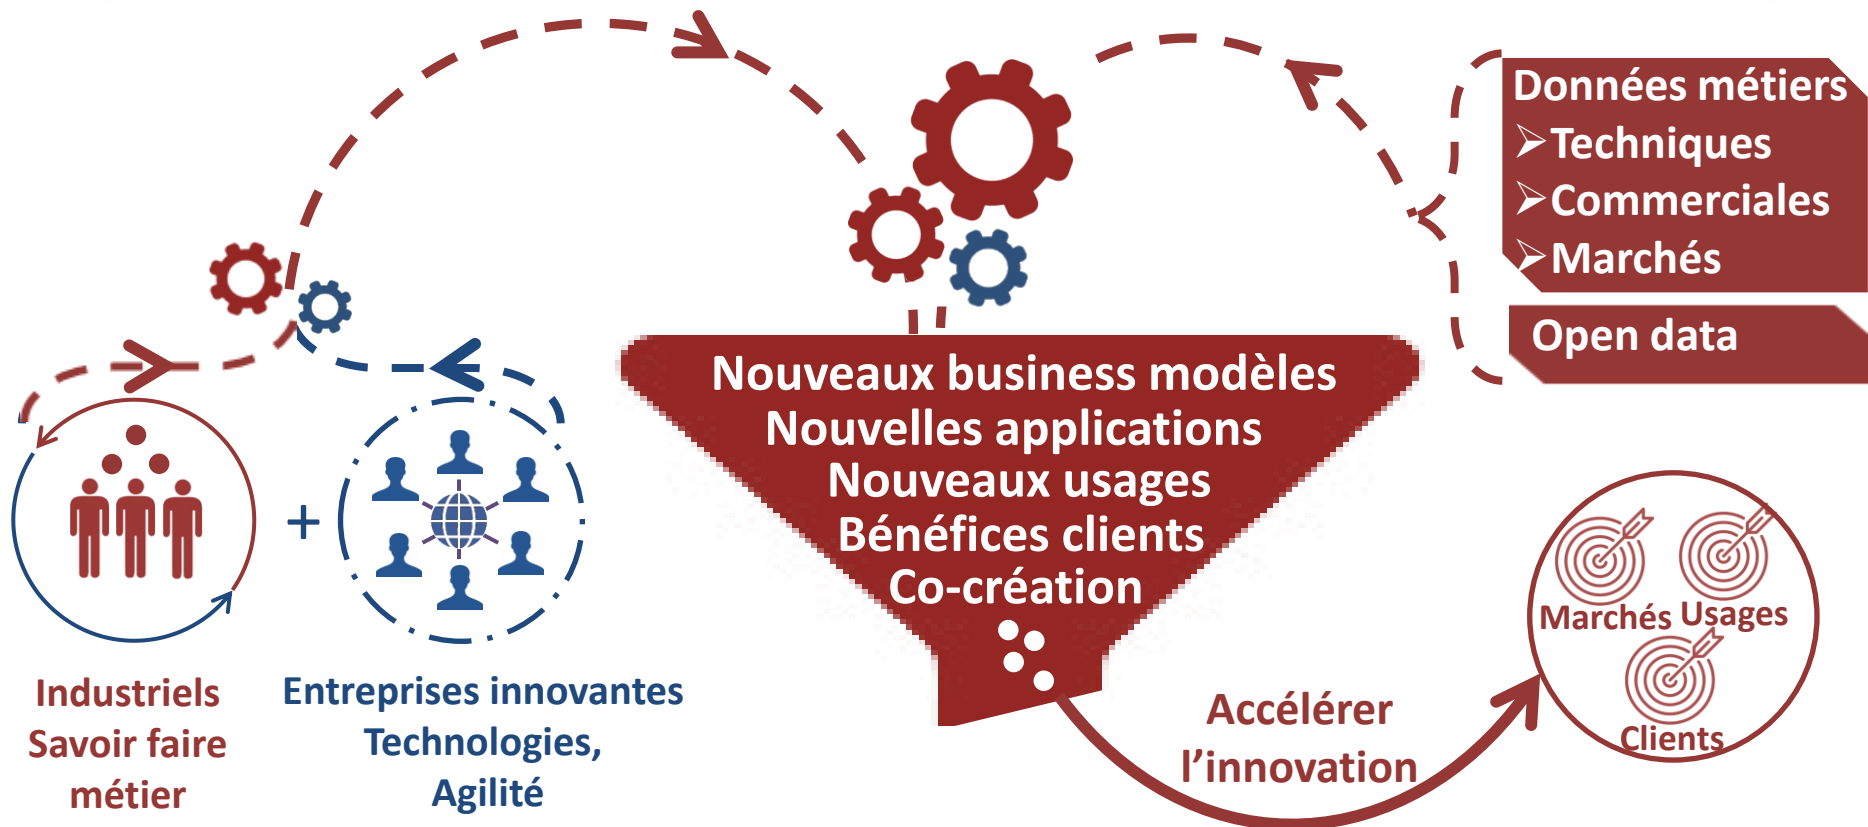 Données métiers
Techniques
Commerciales
Marchés
Open data
Nouveaux business modèles
Nouvelles applications
Nouveaux usages
Bénéfices clients
Co-création
+
Industriels
Savoir faire
métier
Entreprises innovantes
Technologies,
Agilité
Accélérer
l’innovation
Marchés
Usages
Clients